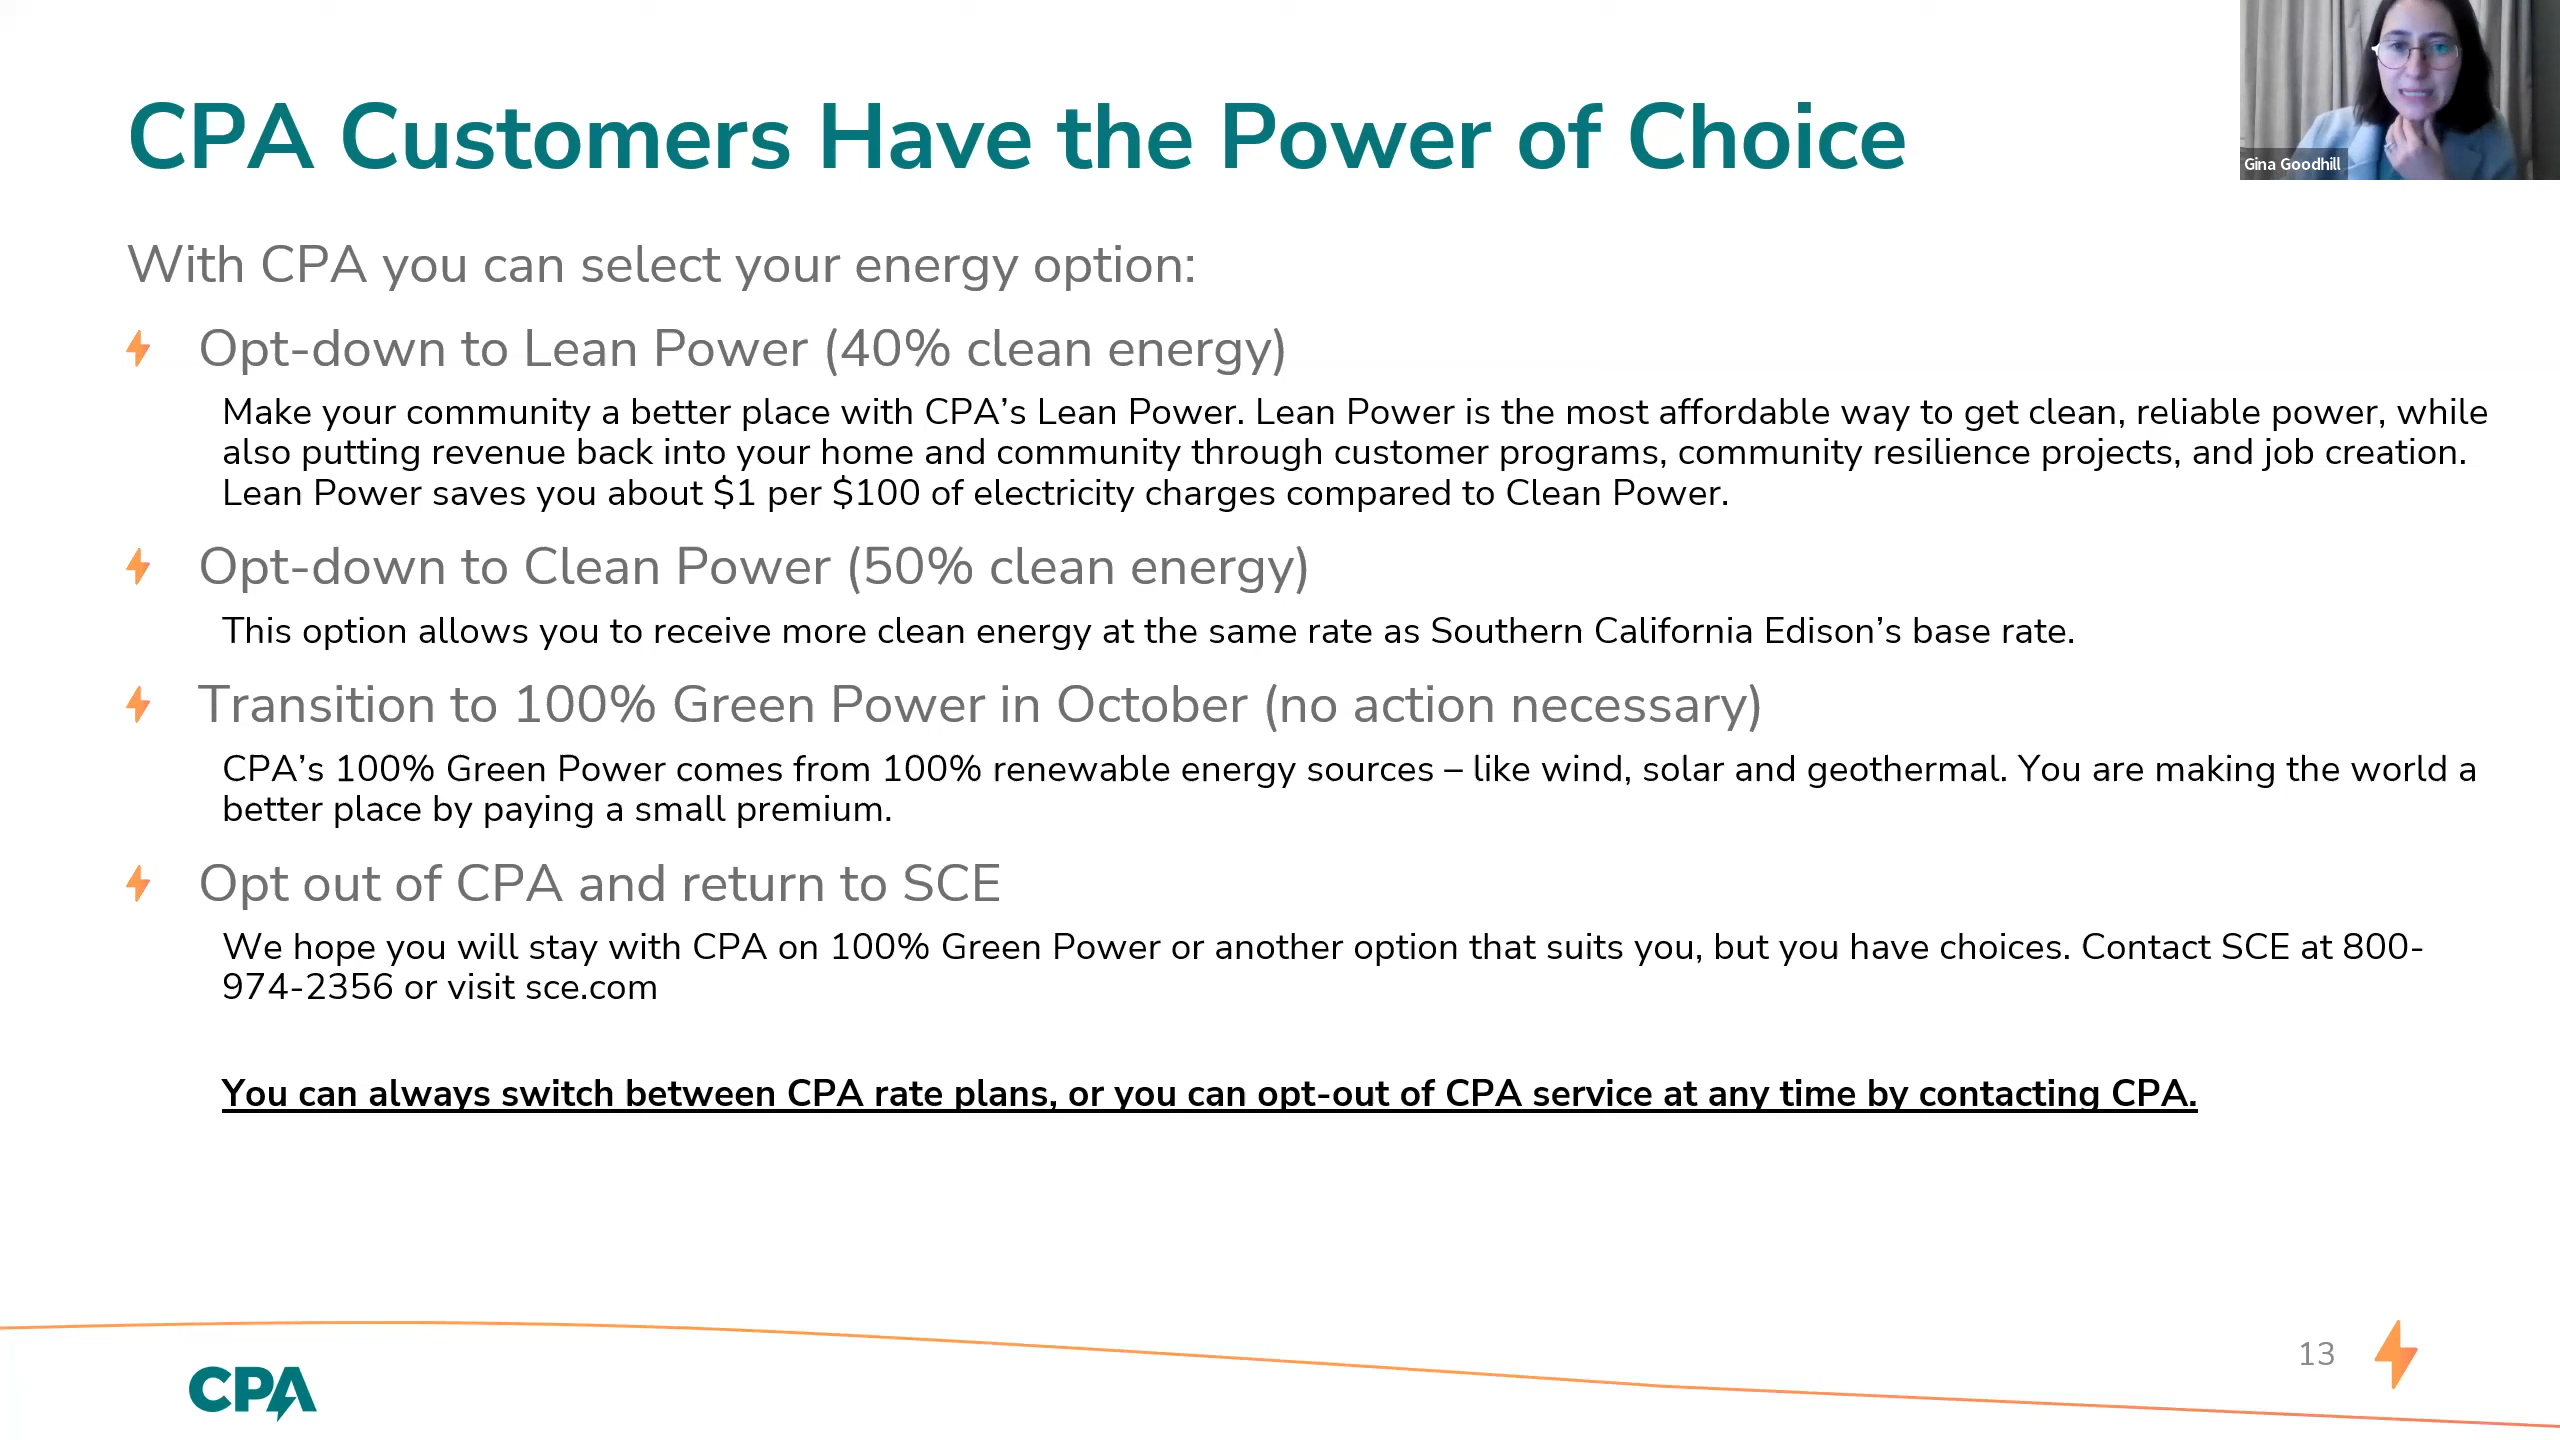 CPA Customers Have the Power of Choice
Gina Goodhill
With CPA you can select your energy option:
Opt-down to Lean Power (40% clean energy)
Make your community a better place with CPA’s Lean Power. Lean Power is the most affordable way to get clean, reliable power, while
also putting revenue back into your home and community through customer programs, community resilience projects, and job creation.
Lean Power saves you about $1 per $100 of electricity charges compared to Clean Power.
Opt-down to Clean Power (50% clean energy)
This option allows you to receive more clean energy at the same rate as Southern California Edison’s base rate.
Transition to 100% Green Power in October (no action necessary)
CPA’s 100% Green Power comes from 100% renewable energy sources – like wind, solar and geothermal. You are making the world a
better place by paying a small premium.
Opt out of CPA and return to SCE
We hope you will stay with CPA on 100% Green Power or another option that suits you, but you have choices. Contact SCE at 800-
974-2356 or visit sce.com
You can always switch between CPA rate plans, or you can opt-out of CPA service at any time by contacting CPA.
13
CPA